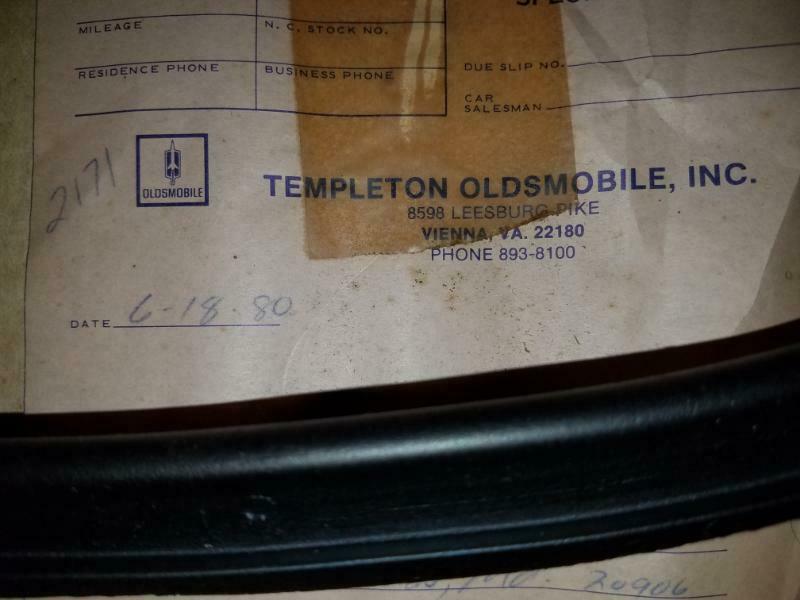 MILEAGE
N. C. STOCK NO.
RESIDENCE PHONE
BUSINESS PHONE
DUE SLIP NO.
CAR
SALESMAN
2171
OLDSMOBILE
TEMPLETON OLDSMOBILE, INC.
8598 LEESBURG PIKE
VIENNA, VA. 22180
PHONE 893-8100
DATE 6-18-80
20906